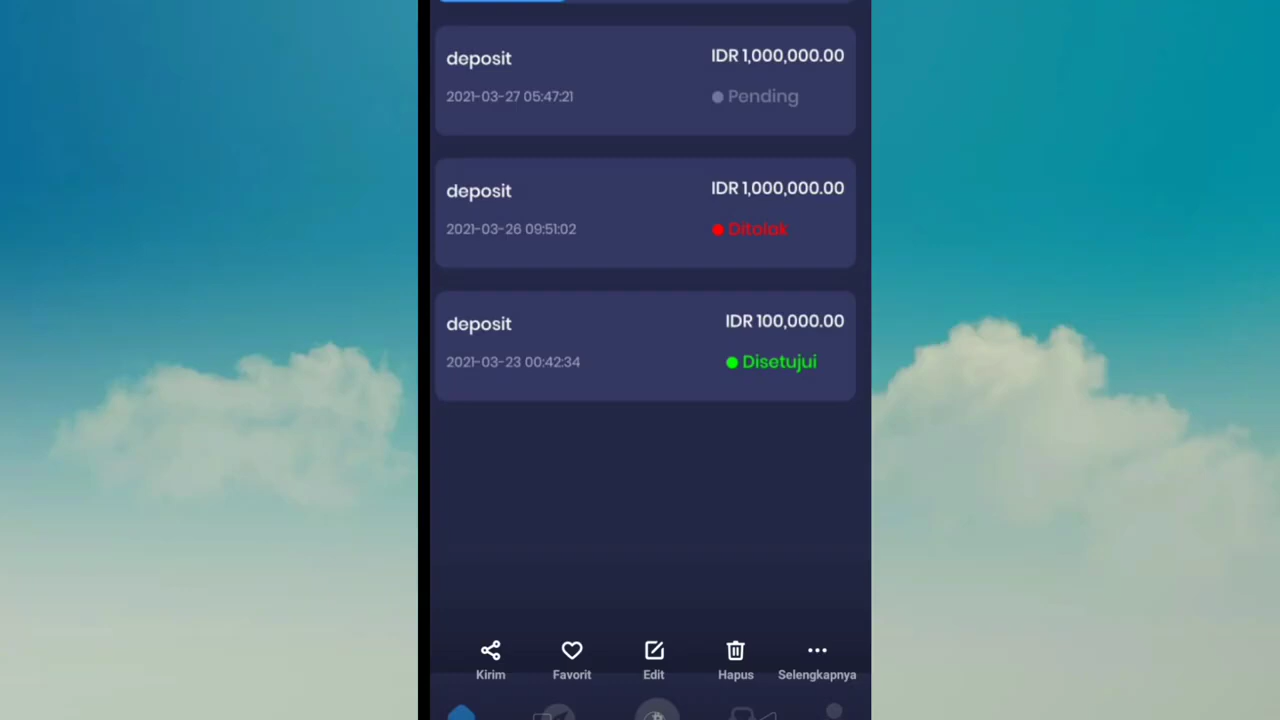 deposit
IDR 1,000,000.00
2021-03-27 05:47:21
Pending
deposit
IDR 1,000,000.00
2021-03-26 09:51:02
Ditolak
deposit
IDR 100,000.00
2021-03-23 00:42:34
Disetujui
Kirim
Favorit
Edit
Hapus
Selengkapnya